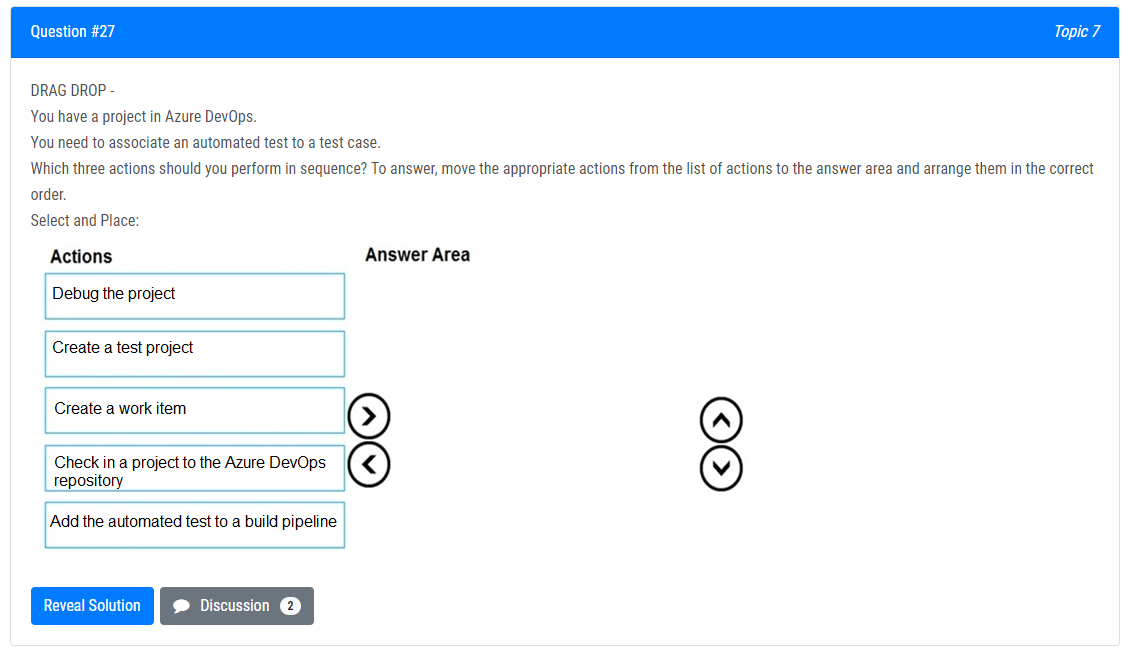 Question #27
Topic 7
DRAG DROP -
You have a project in Azure DevOps.
You need to associate an automated test to a test case.
Which three actions should you perform in sequence? To answer, move the appropriate actions from the list of actions to the answer area and arrange them in the correct
order.
Select and Place:
Actions
Answer Area
Debug the project
Create a test project
Create a work item
Check in a project to the Azure DevOps
repository
Add the automated test to a build pipeline
Reveal Solution
Discussion 2